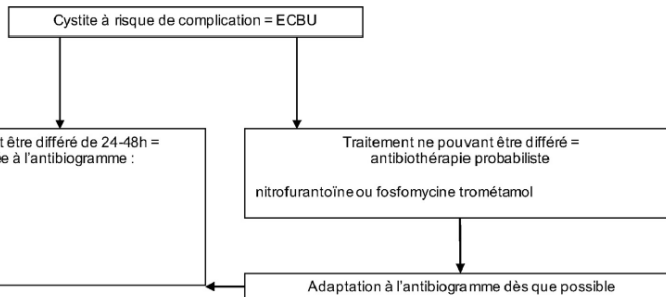 Cystite à risque de complication = ECBU
t être différé de 24-48h =
e à l'antibiogramme :
Traitement ne pouvant être différé =
antibiothérapie probabiliste
nitrofurantoïne ou fosfomycine trométamol
Adaptation à l'antibiogramme dès que possible